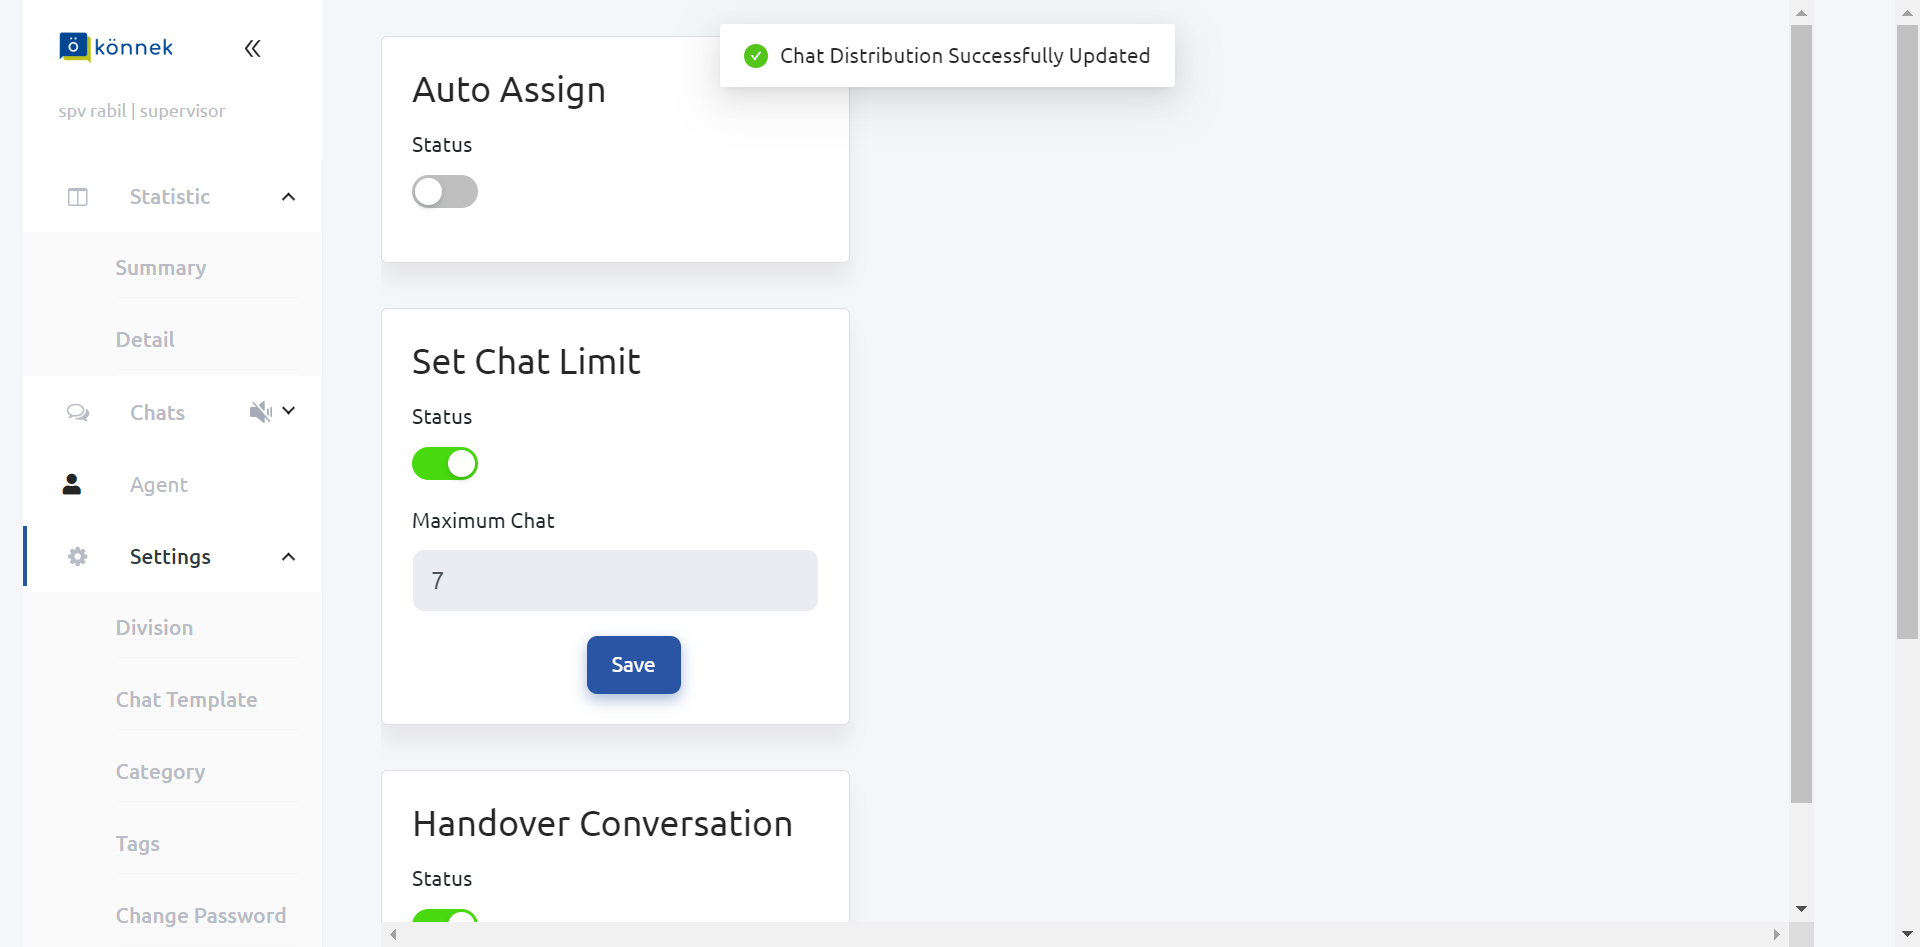 könnek
spv rabil | supervisor
Statistic
Summary
Detail
Chats
Agent
Settings
Division
Chat Template
Category
Tags
Change Password
Chat Distribution Successfully Updated
Auto Assign
Status
Set Chat Limit
Status
Maximum Chat
7
Save
Handover Conversation
Status